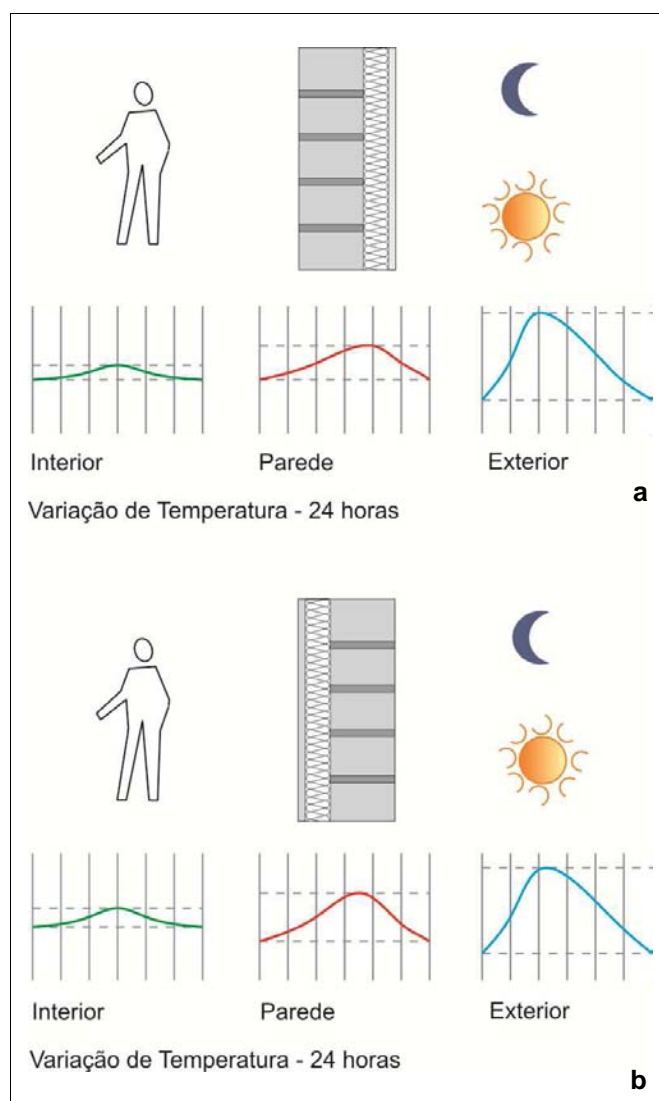 Interior Parede Exterior
a
Variação de Temperatura - 24 horas
Interior Parede Exterior
Variação de Temperatura - 24 horas
b